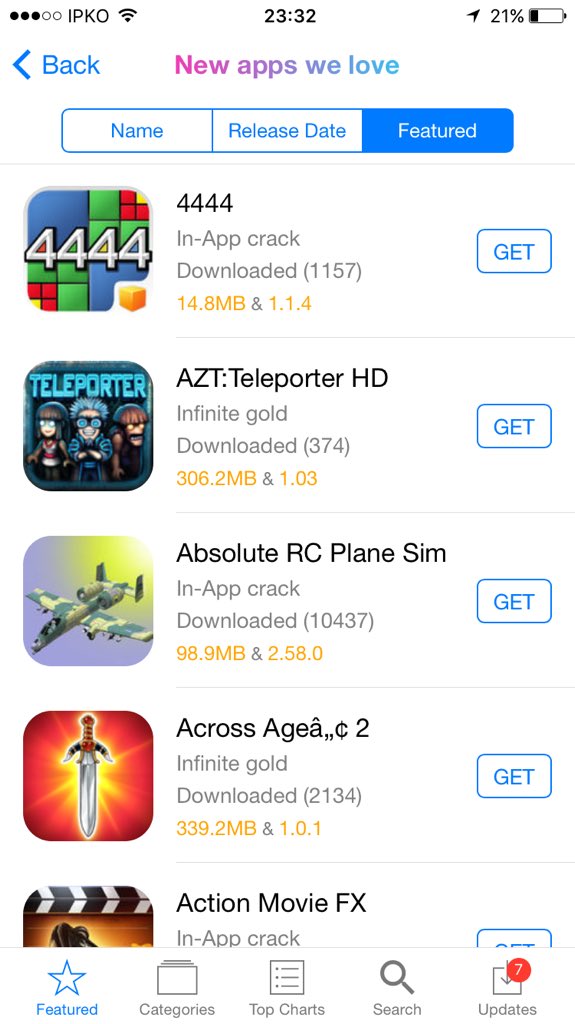 IPKO
23:32
21%
Back
New apps we love
Name
Release Date
Featured
4444
4444
In-App crack
Downloaded (1157)
14.8MB & 1.1.4
GET
TELEPORTER
AZT:Teleporter HD
Infinite gold
Downloaded (374)
306.2MB & 1.03
GET
Absolute RC Plane Sim
In-App crack
Downloaded (10437)
98.9MB & 2.58.0
GET
Across Ageâ„¢ 2
Infinite gold
Downloaded (2134)
339.2MB & 1.0.1
GET
Action Movie FX
In-App crack
GET
7
Featured
Categories
Top Charts
Search
Updates